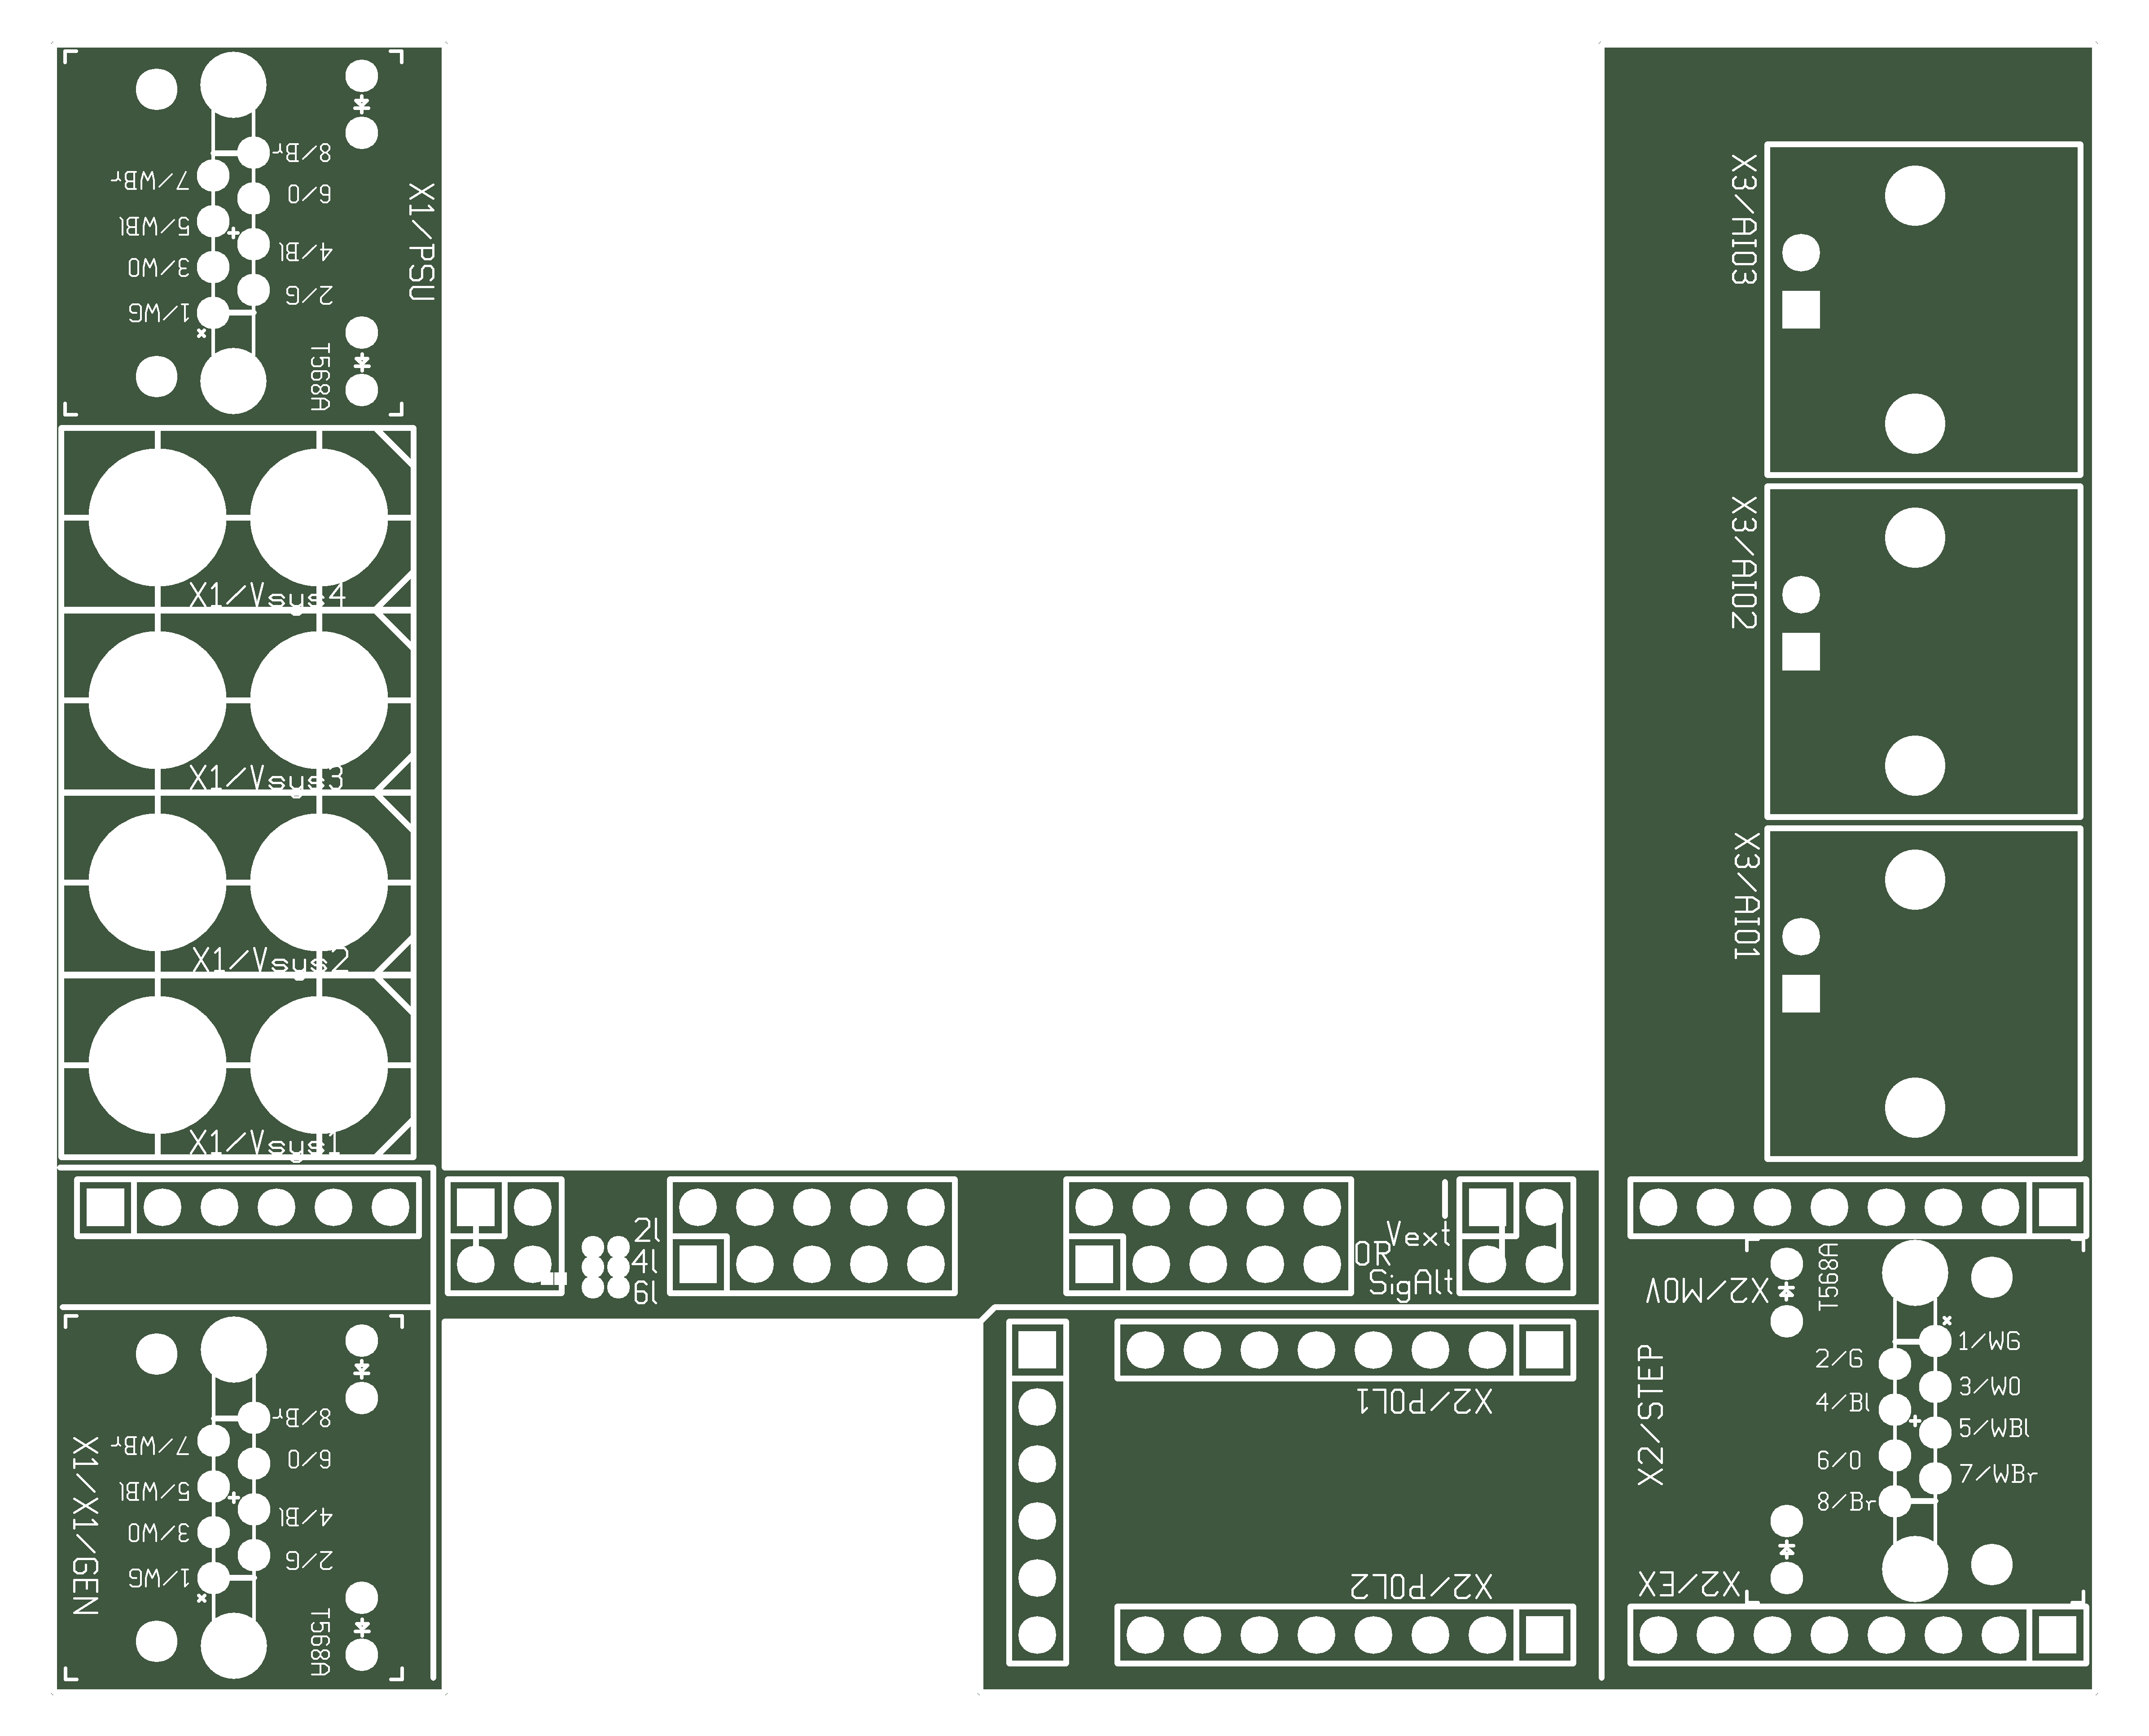 8/Br
7/WBr
6/O
5/WBl
4/Bl
3/WO
2/G
1/WG
T568A
X1/PSU
X1/Vsys4
X1/Vsys3
X1/Vsys2
X1/Vsys1
X3/AIO3
X3/AIO2
X3/AIO1
2l
4l
6l
Vext
OR
SigAlt
8/Br
7/WBr
6/O
5/WBl
4/Bl
3/WO
2/G
1/WG
T568A
X1/X1/GEN
X2/POL1
X2/POL2
X2/MOV
T568A
X2/STEP
1/WG
2/G
3/WO
4/Bl
5/WBl
6/O
7/WBr
8/Br
X2/EX